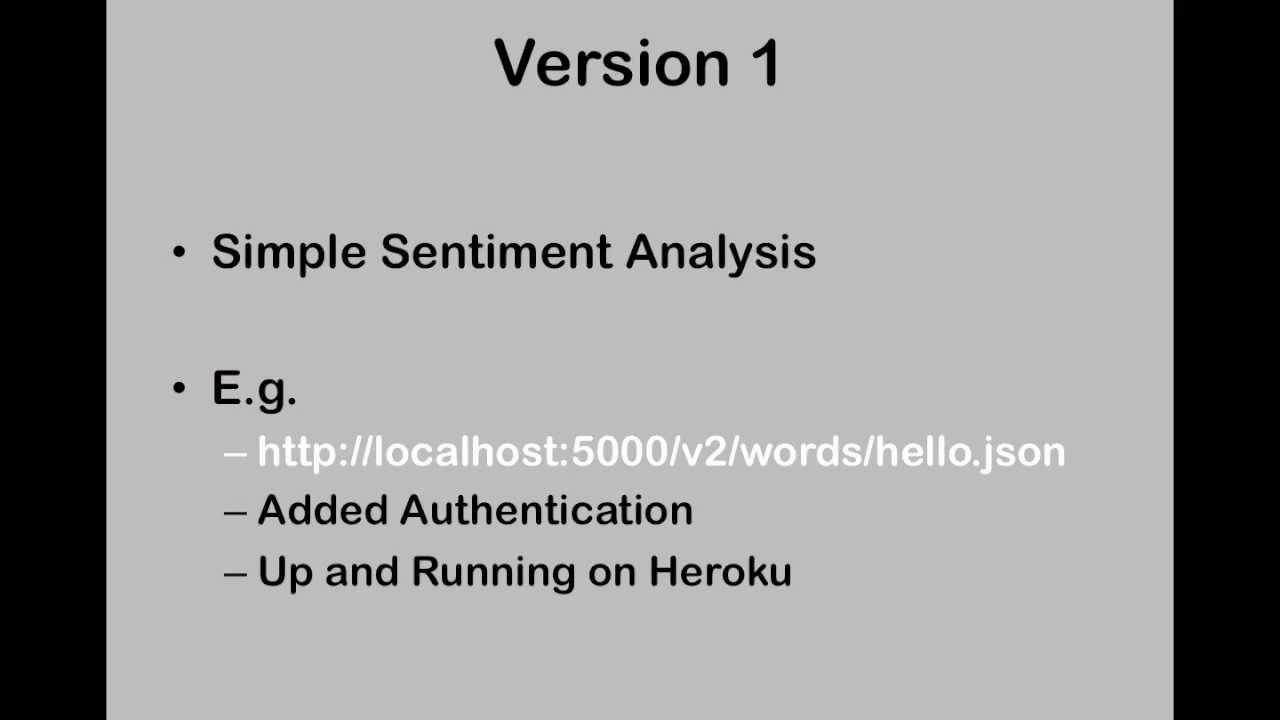 Version 1
• Simple Sentiment Analysis
• E.g.
– http://localhost:5000/v2/words/hello.json
– Added Authentication
– Up and Running on Heroku